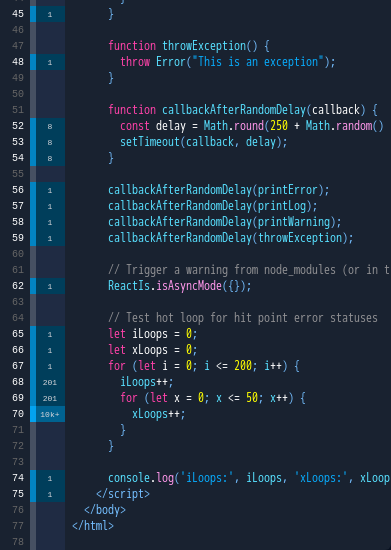 45 1 }
46
47 function throwException() {
48 1 throw Error("This is an exception");
49 }
50
51 function callbackAfterRandomDelay(callback) {
52 8 const delay = Math.round(250 + Math.random()
53 8 setTimeout(callback, delay);
54 8 }
55
56 1 callbackAfterRandomDelay(printError);
57 1 callbackAfterRandomDelay(printLog);
58 1 callbackAfterRandomDelay(printWarning);
59 1 callbackAfterRandomDelay(throwException);
60
61 // Trigger a warning from node_modules (or in t
62 1 ReactIs.isAsyncMode({});
63
64 // Test hot loop for hit point error statuses
65 1 let iLoops = 0;
66 1 let xLoops = 0;
67 1 for (let i = 0; i <= 200; i++) {
68 201 iLoops++;
69 201 for (let x = 0; x <= 50; x++) {
70 10k+ xLoops++;
71 }
72 }
73
74 1 console.log('iLoops:', iLoops, 'xLoops:', xLoop
75 1 </script>
76 </body>
77 </html>
78